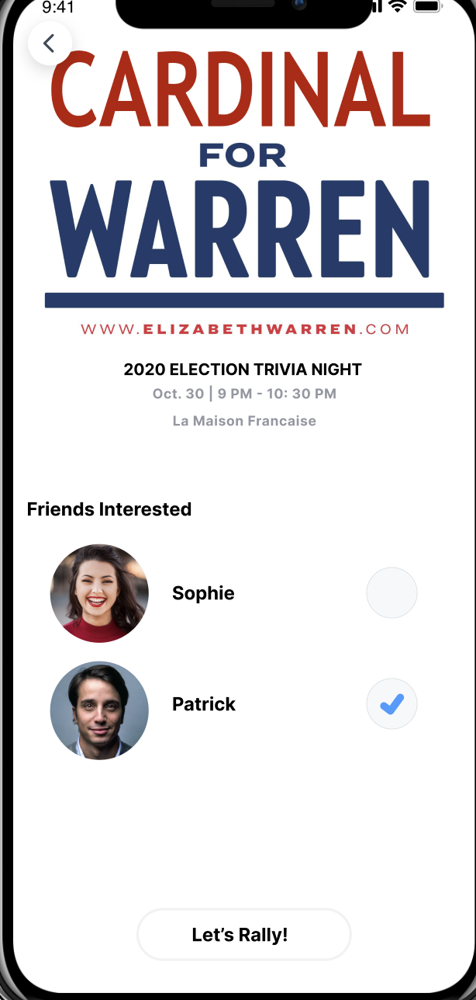 9:41
CARDINAL
FOR
WARREN
WWW.ELIZABETHWARREN.COM
2020 ELECTION TRIVIA NIGHT
Oct. 30 | 9 PM - 10: 30 PM
La Maison Francaise
Friends Interested
Sophie
Patrick
Let’s Rally!